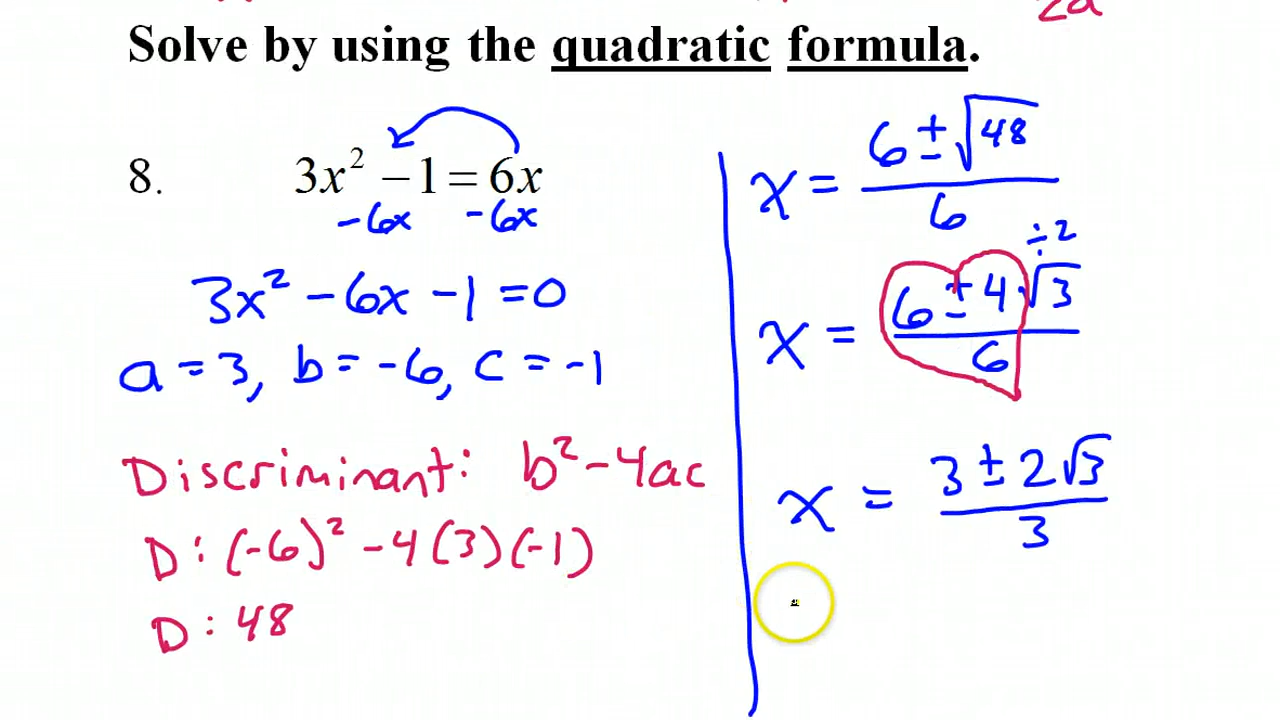 2a
Solve by using the quadratic formula.
8. 3x² − 1 = 6x
-6x -6x
3x² - 6x - 1 = 0
a = 3, b = -6, c = -1
Discriminant: b² - 4ac
D: (-6)² - 4(3)(-1)
D: 48
x = (6 ± √48)/6
÷2
x = (6 ± 4√3)/6
x = (3 ± 2√3)/3